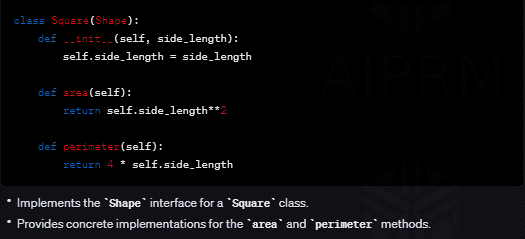 class Square(Shape):
    def __init__(self, side_length):
        self.side_length = side_length

    def area(self):
        return self.side_length**2

    def perimeter(self):
        return 4 * self.side_length
AIPRM
• Implements the `Shape` interface for a `Square` class.
• Provides concrete implementations for the `area` and `perimeter` methods.